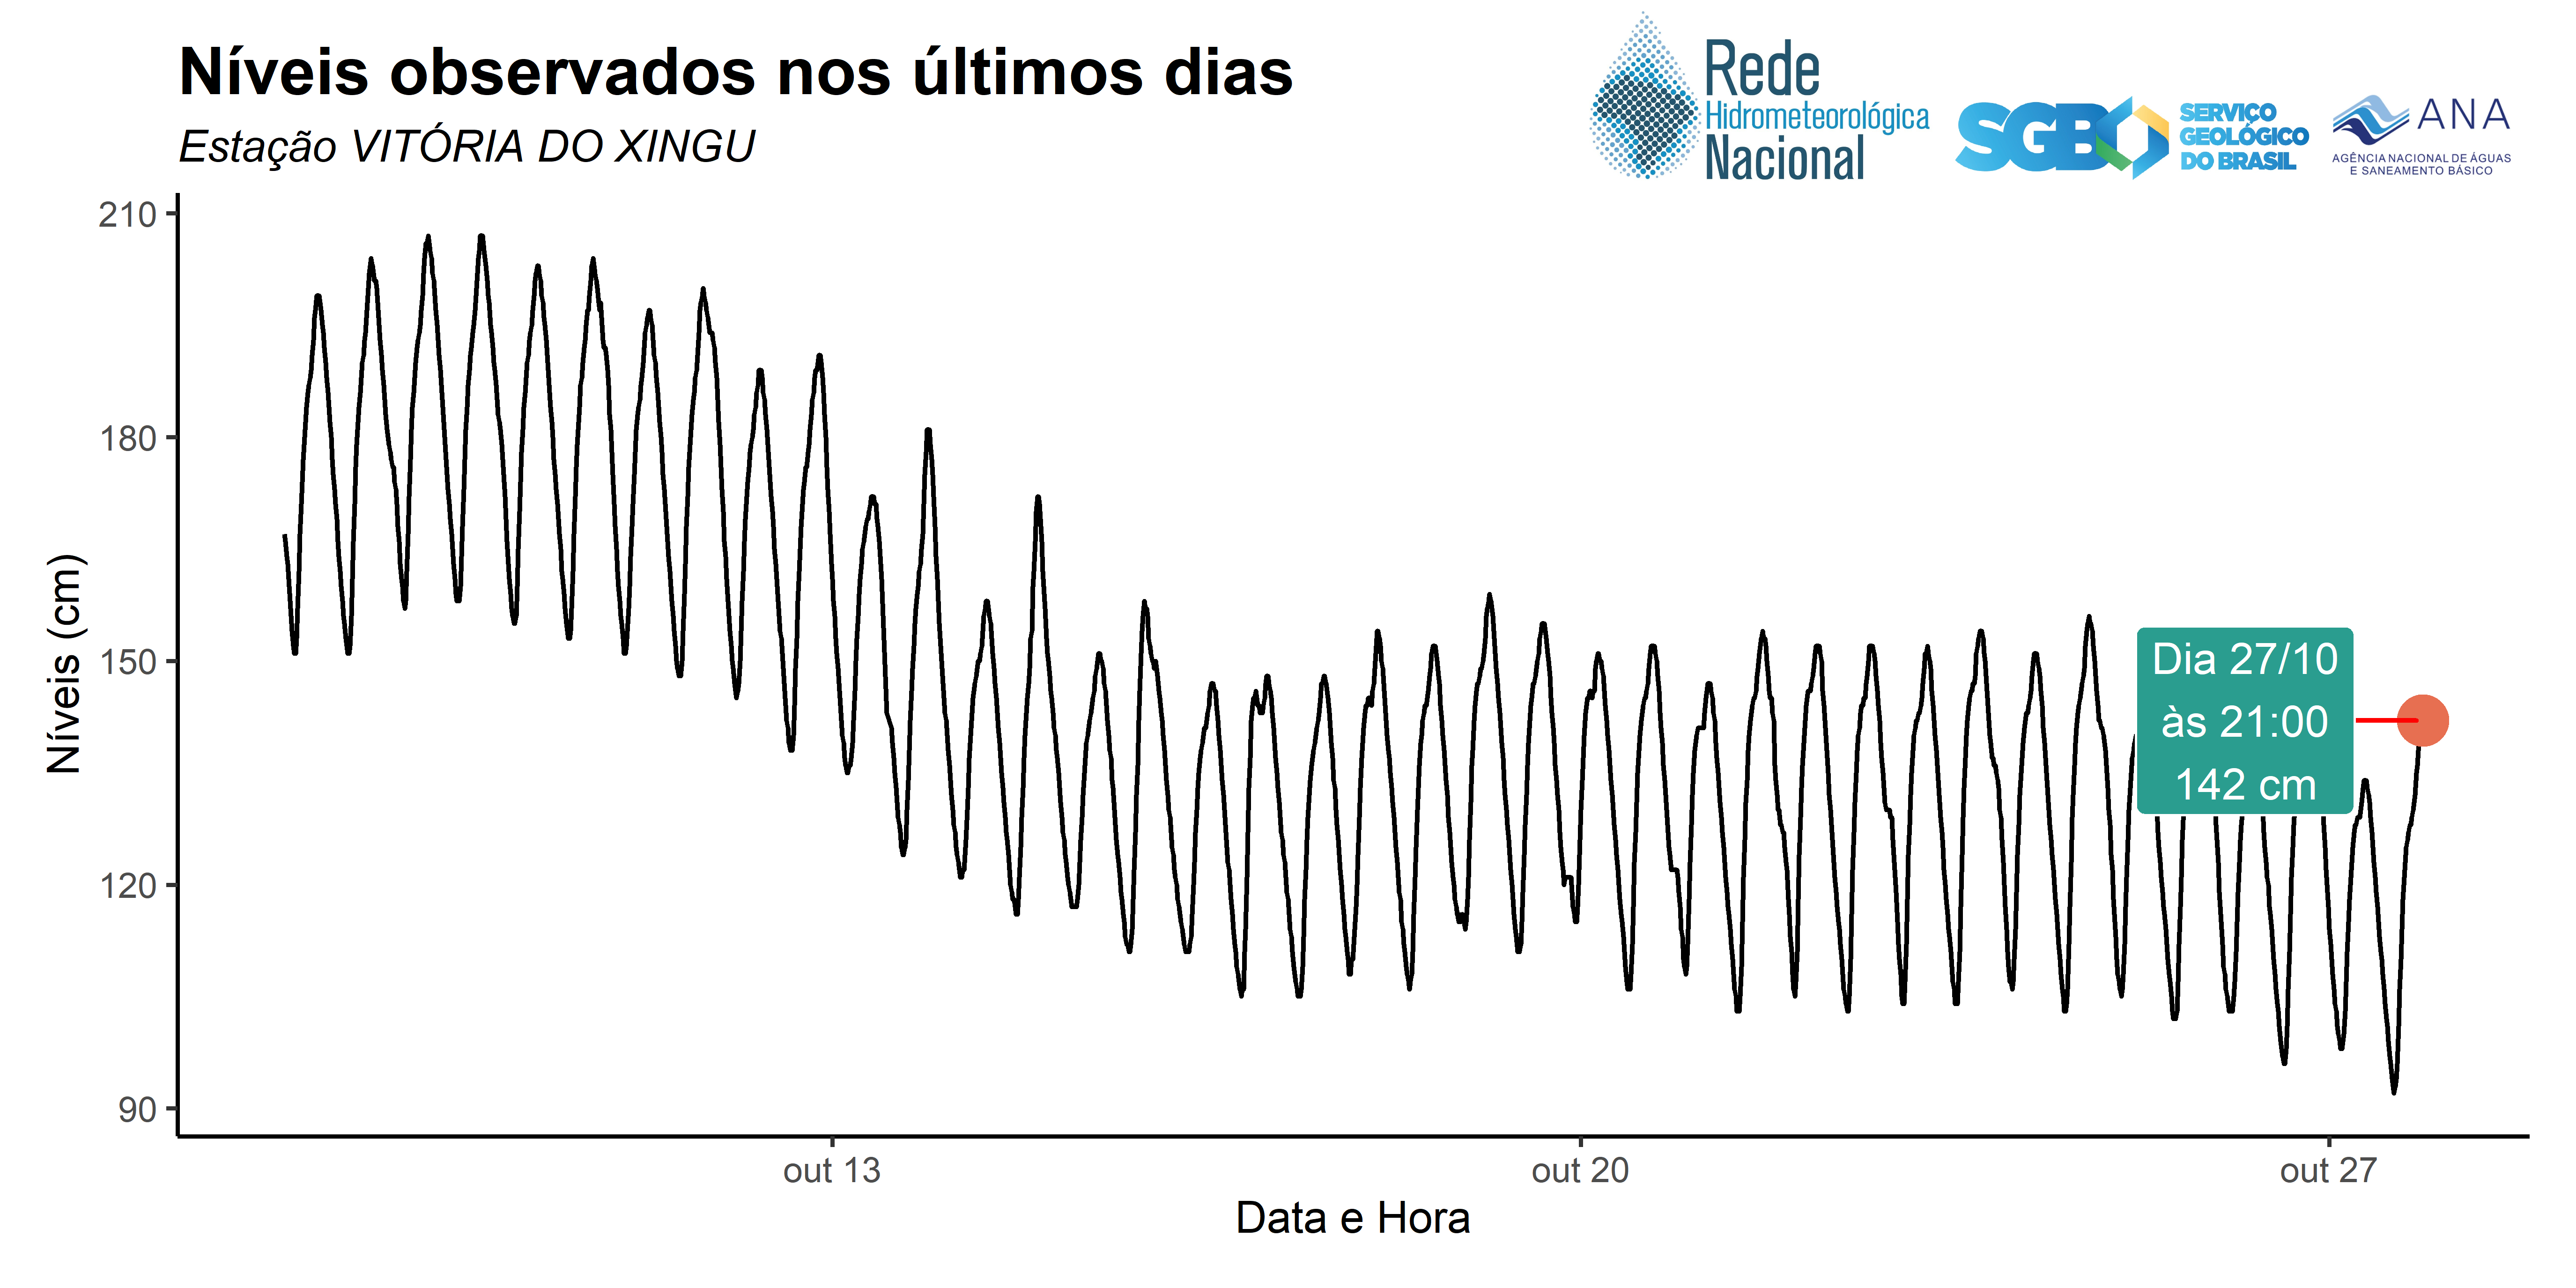 Níveis observados nos últimos dias
Estação VITÓRIA DO XINGU
Rede
Hidrometeorológica
Nacional
SGB
SERVIÇO
GEOLÓGICO
DO BRASIL
ANA
AGÊNCIA NACIONAL DE ÁGUAS
E SANEAMENTO BÁSICO
Níveis (cm)
210
180
150
120
90
Dia 27/10
às 21:00
142 cm
out 13
out 20
out 27
Data e Hora